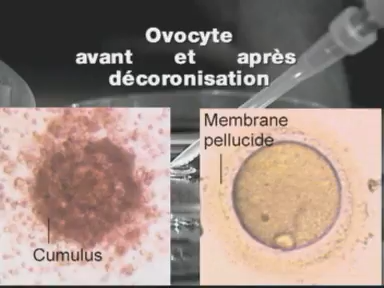 Ovocyte
avant et après
décoronisation
Membrane
pellucide
Cumulus